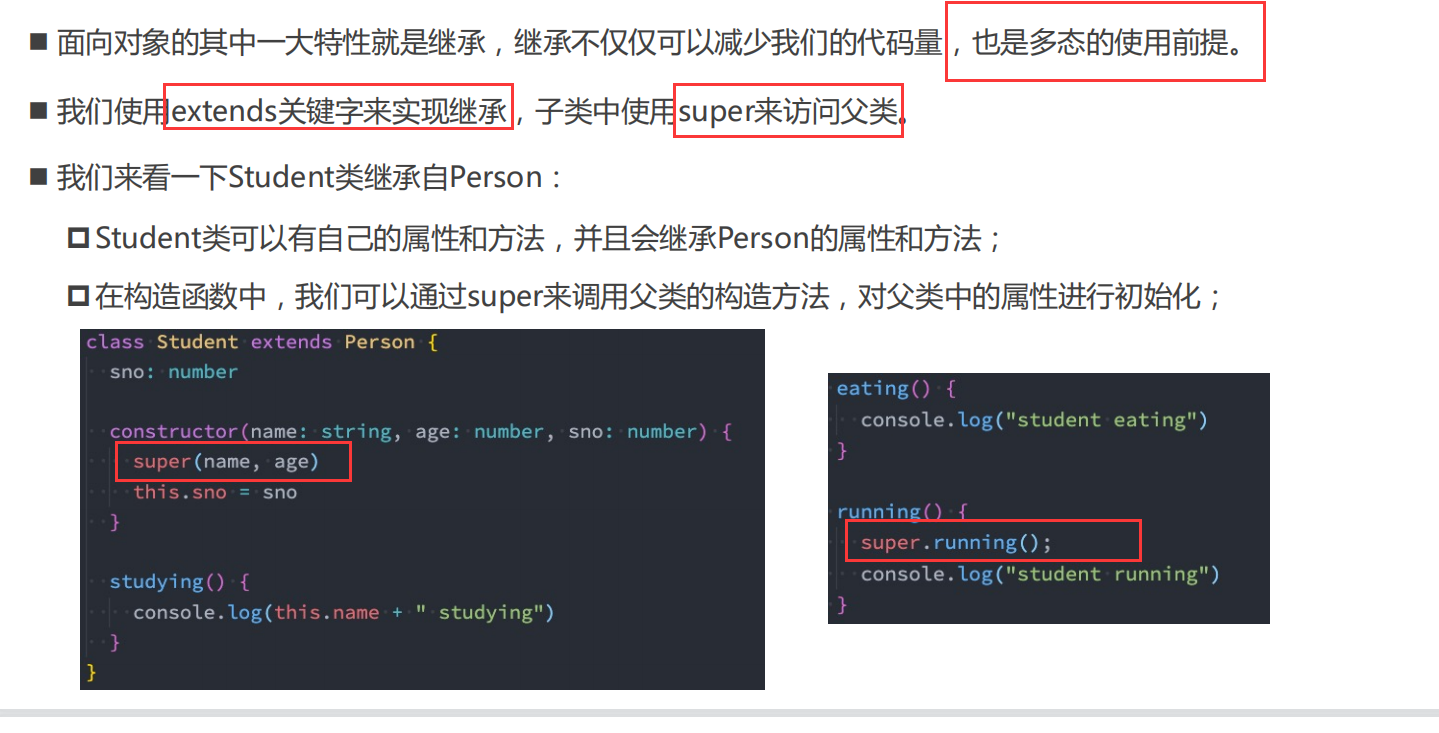 面向对象的其中一大特性就是继承，继承不仅仅可以减少我们的代码量，也是多态的使用前提。
我们使用extends关键字来实现继承，子类中使用super来访问父类。
我们来看一下Student类继承自Person：
Student类可以有自己的属性和方法，并且会继承Person的属性和方法；
在构造函数中，我们可以通过super来调用父类的构造方法，对父类中的属性进行初始化；
class Student extends Person {
sno: number
constructor(name: string, age: number, sno: number) {
super(name, age)
this.sno = sno
}
studying() {
console.log(this.name + " studying")
}
}
eating() {
console.log("student eating")
}
running() {
super.running();
console.log("student running")
}